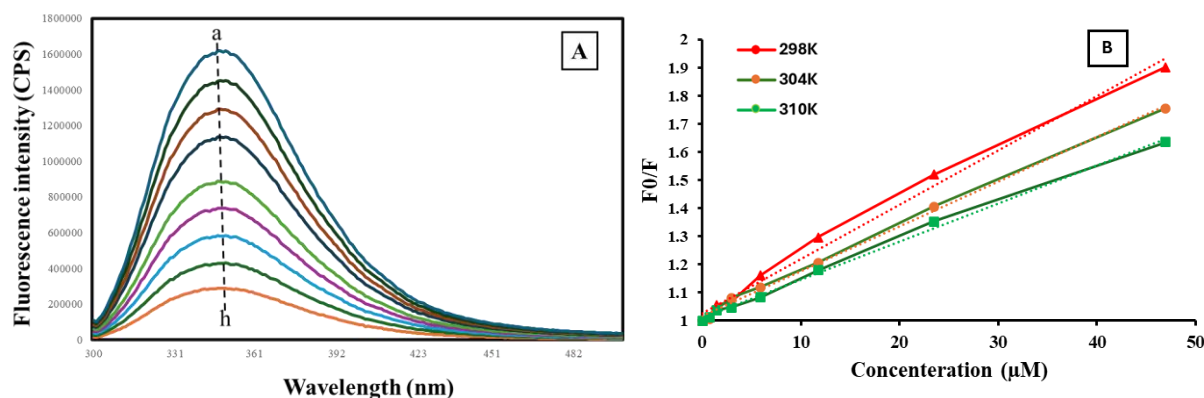 A
a
h
Fluorescence intensity (CPS)
1800000
1600000
1400000
1200000
1000000
800000
600000
400000
200000
0
300 331 361 392 423 451 482
Wavelength (nm)
B
298K
304K
310K
F0/F
2
1.9
1.8
1.7
1.6
1.5
1.4
1.3
1.2
1.1
1
0 10 20 30 40 50
Concenteration (µM)